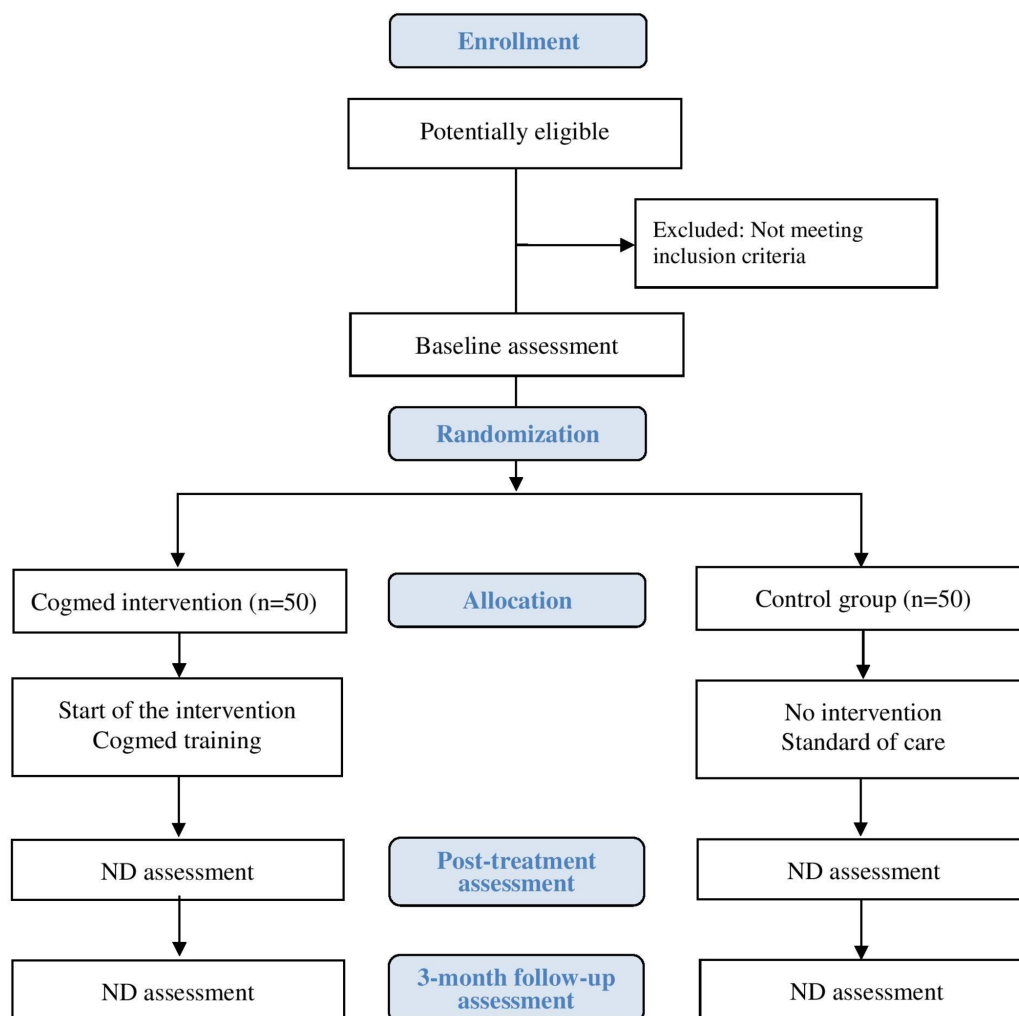 Enrollment
Potentially eligible
Excluded: Not meeting
inclusion criteria
Baseline assessment
Randomization
Cogmed intervention (n=50)
Allocation
Control group (n=50)
Start of the intervention
Cogmed training
No intervention
Standard of care
ND assessment
Post-treatment
assessment
ND assessment
ND assessment
3-month follow-up
assessment
ND assessment